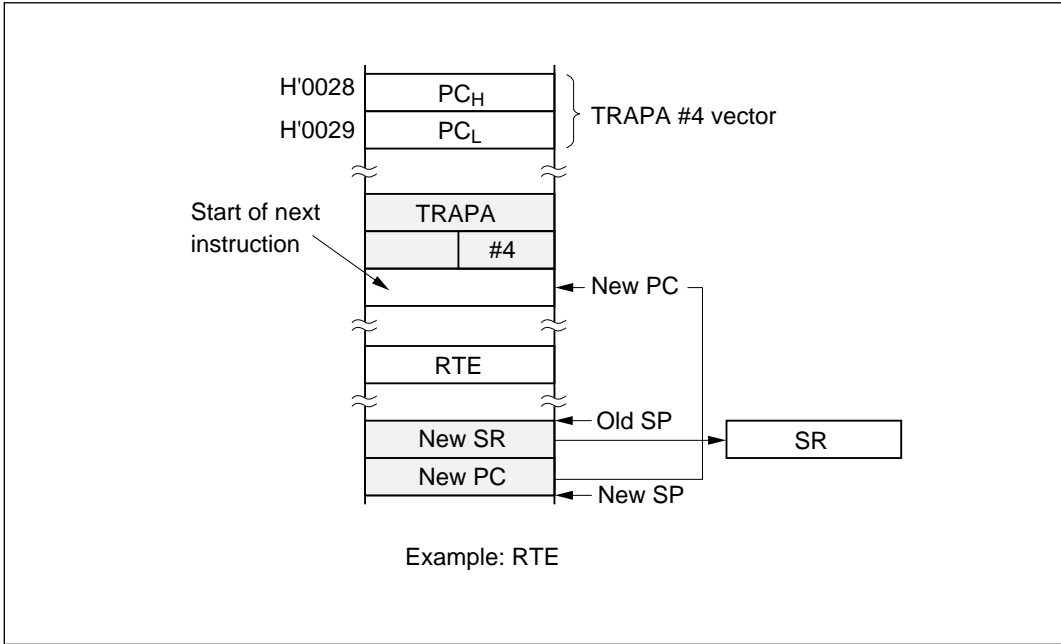 H'0028
PCH
H'0029
PCL
TRAPA #4 vector
TRAPA
Start of next
instruction
#4
New PC
RTE
Old SP
New SR
SR
New PC
New SP
Example: RTE